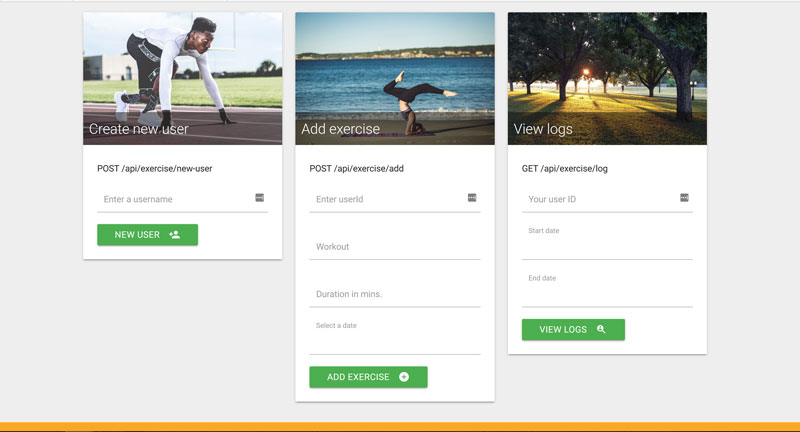 Create new user
POST /api/exercise/new-user
Enter a username
NEW USER
Add exercise
POST /api/exercise/add
Enter userId
Workout
Duration in mins.
Select a date
ADD EXERCISE
View logs
GET /api/exercise/log
Your user ID
Start date
End date
VIEW LOGS